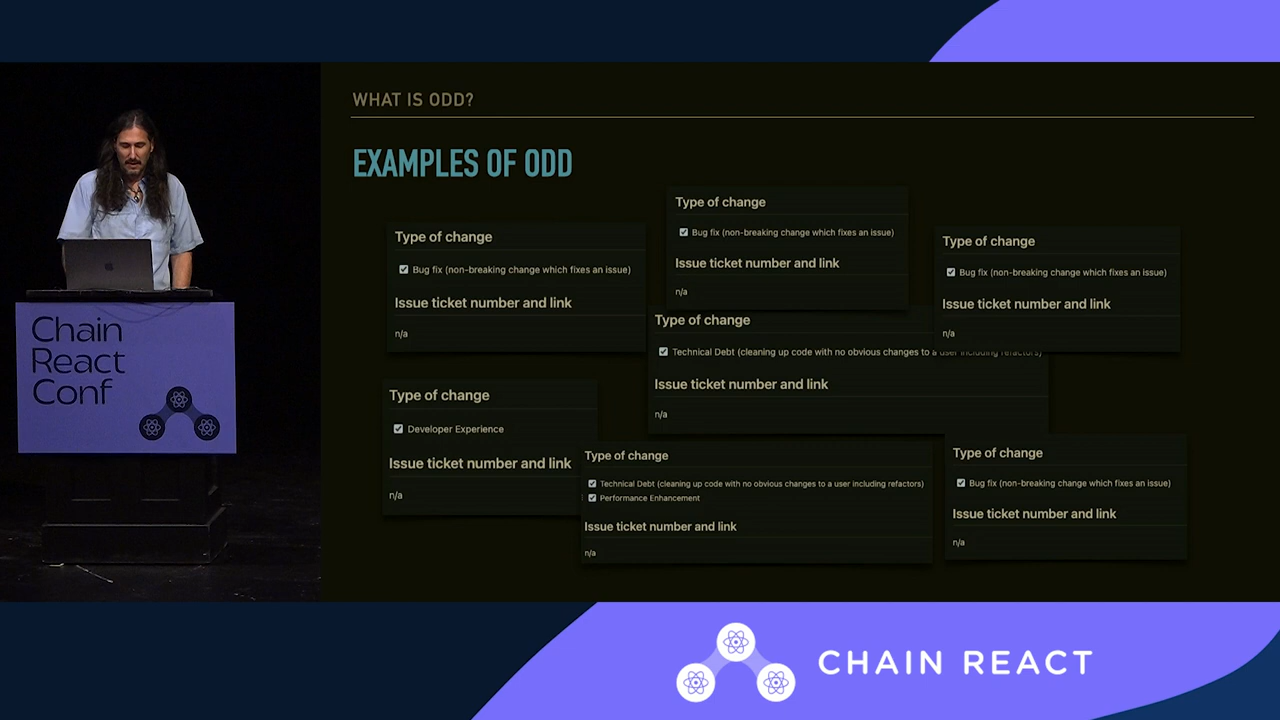 WHAT IS ODD?
EXAMPLES OF ODD
Type of change
Bug fix (non-breaking change which fixes an issue)
Issue ticket number and link
n/a
Type of change
Bug fix (non-breaking change which fixes an issue)
Issue ticket number and link
n/a
Type of change
Bug fix (non-breaking change which fixes an issue)
Issue ticket number and link
n/a
Type of change
Technical Debt (cleaning up code with no obvious changes to a user including refactors)
Issue ticket number and link
n/a
Type of change
Developer Experience
Issue ticket number and link
n/a
Type of change
Technical Debt (cleaning up code with no obvious changes to a user including refactors)
Performance Enhancement
Issue ticket number and link
n/a
Type of change
Bug fix (non-breaking change which fixes an issue)
Issue ticket number and link
n/a
Chain
React
Conf
CHAIN REACT